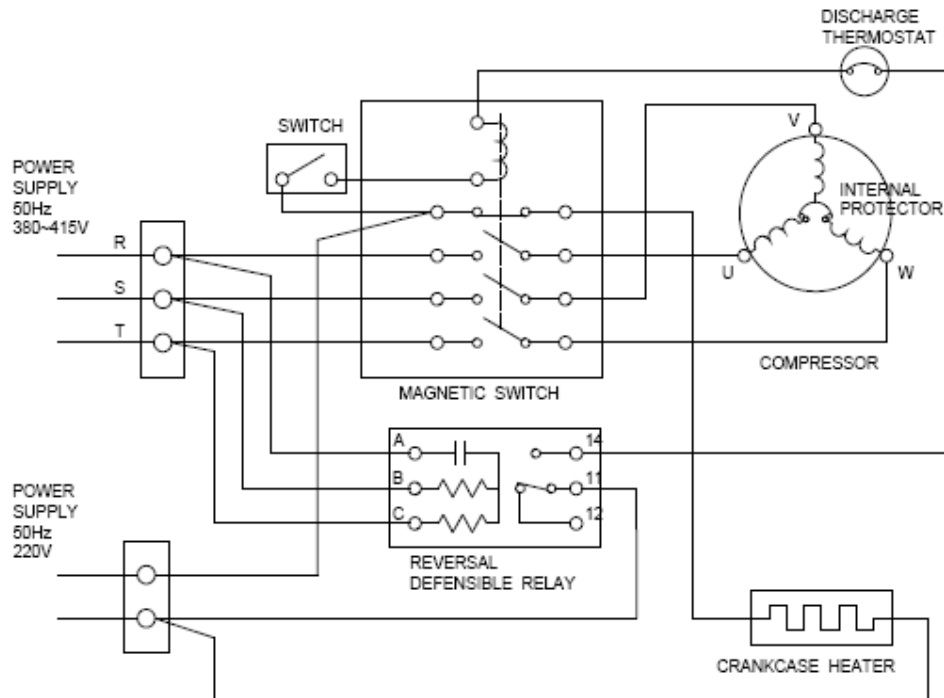 DISCHARGE
THERMOSTAT
SWITCH
V
POWER
SUPPLY
50Hz
380~415V
INTERNAL
PROTECTOR
R
U
W
S
T
COMPRESSOR
MAGNETIC SWITCH
A
14
B
11
C
12
POWER
SUPPLY
50Hz
220V
REVERSAL
DEFENSIBLE RELAY
CRANKCASE HEATER